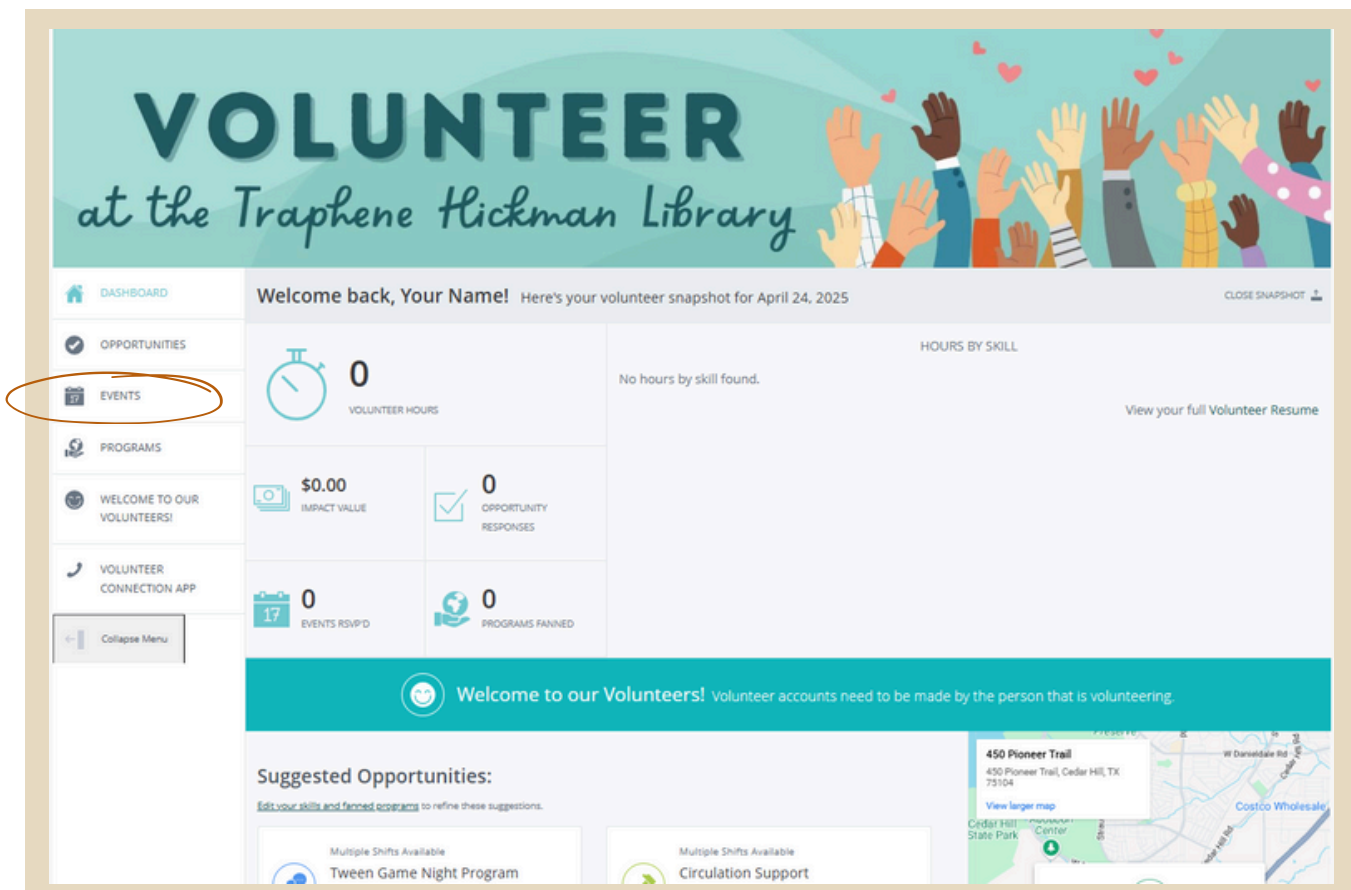 VOLUNTEER
at the Traphene Hickman Library
DASHBOARD
OPPORTUNITIES
17
EVENTS
PROGRAMS
WELCOME TO OUR
VOLUNTEERS!
VOLUNTEER
CONNECTION APP
Collapse Menu
Welcome back, Your Name! Here's your volunteer snapshot for April 24, 2025
CLOSE SNAPSHOT
0
VOLUNTEER HOURS
HOURS BY SKILL
No hours by skill found.
View your full Volunteer Resume
$0.00
IMPACT VALUE
0
OPPORTUNITY
RESPONSES
17
0
EVENTS RSVP'D
0
PROGRAMS FANNED
Welcome to our Volunteers! Volunteer accounts need to be made by the person that is volunteering.
Suggested Opportunities:
Edit your skills and fanned programs to refine these suggestions.
Multiple Shifts Available
Tween Game Night Program
Multiple Shifts Available
Circulation Support
450 Pioneer Trail
450 Pioneer Trail, Cedar Hill, TX
75104
View larger map
W Danieldale Rd
Costco Wholesale
Cedar Hill
State Park
Center
Cedar Hill Rd